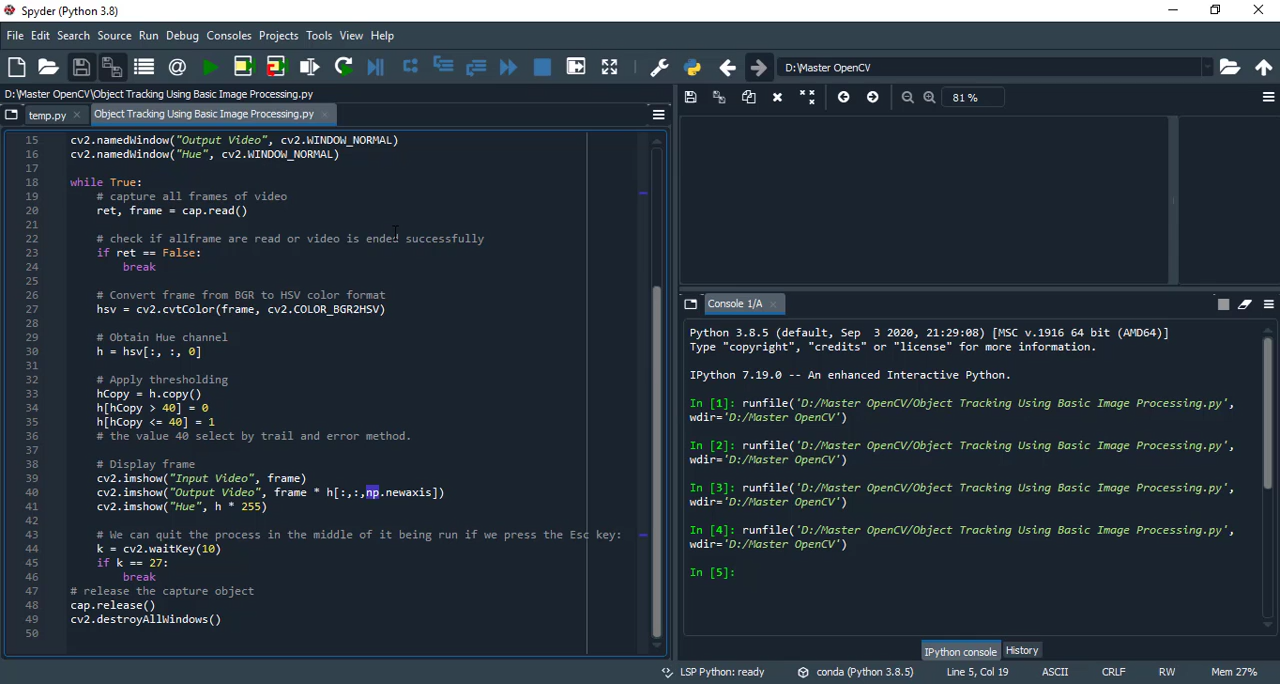 Spyder (Python 3.8)
File Edit Search Source Run Debug Consoles Projects Tools View Help
D:\Master OpenCV
D:\Master OpenCV\Object Tracking Using Basic Image Processing.py
temp.py Object Tracking Using Basic Image Processing.py
81 %
15 cv2.namedWindow("Output Video", cv2.WINDOW_NORMAL)
16 cv2.namedWindow("Hue", cv2.WINDOW_NORMAL)
17
18 while True:
19 # capture all frames of video
20 ret, frame = cap.read()
21
22 # check if allframe are read or video is ended successfully
23 if ret == False:
24 break
25
26 # Convert frame from BGR to HSV color format
27 hsv = cv2.cvtColor(frame, cv2.COLOR_BGR2HSV)
28
29 # Obtain Hue channel
30 h = hsv[:, :, 0]
31
32 # Apply thresholding
33 hCopy = h.copy()
34 h[hCopy > 40] = 0
35 h[hCopy <= 40] = 1
36 # the value 40 select by trail and error method.
37
38 # Display frame
39 cv2.imshow("Input Video", frame)
40 cv2.imshow("Output Video", frame * h[:,:,np.newaxis])
41 cv2.imshow("Hue", h * 255)
42
43 # We can quit the process in the middle of it being run if we press the Esc key:
44 k = cv2.waitKey(10)
45 if k == 27:
46 break
47 # release the capture object
48 cap.release()
49 cv2.destroyAllWindows()
50
Console 1/A
Python 3.8.5 (default, Sep  3 2020, 21:29:08) [MSC v.1916 64 bit (AMD64)]
Type "copyright", "credits" or "license" for more information.
IPython 7.19.0 -- An enhanced Interactive Python.
In [1]: runfile('D:/Master OpenCV/Object Tracking Using Basic Image Processing.py',
wdir='D:/Master OpenCV')
In [2]: runfile('D:/Master OpenCV/Object Tracking Using Basic Image Processing.py',
wdir='D:/Master OpenCV')
In [3]: runfile('D:/Master OpenCV/Object Tracking Using Basic Image Processing.py',
wdir='D:/Master OpenCV')
In [4]: runfile('D:/Master OpenCV/Object Tracking Using Basic Image Processing.py',
wdir='D:/Master OpenCV')
In [5]:
IPython console History
LSP Python: ready conda (Python 3.8.5) Line 5, Col 19 ASCII CRLF RW Mem 27%